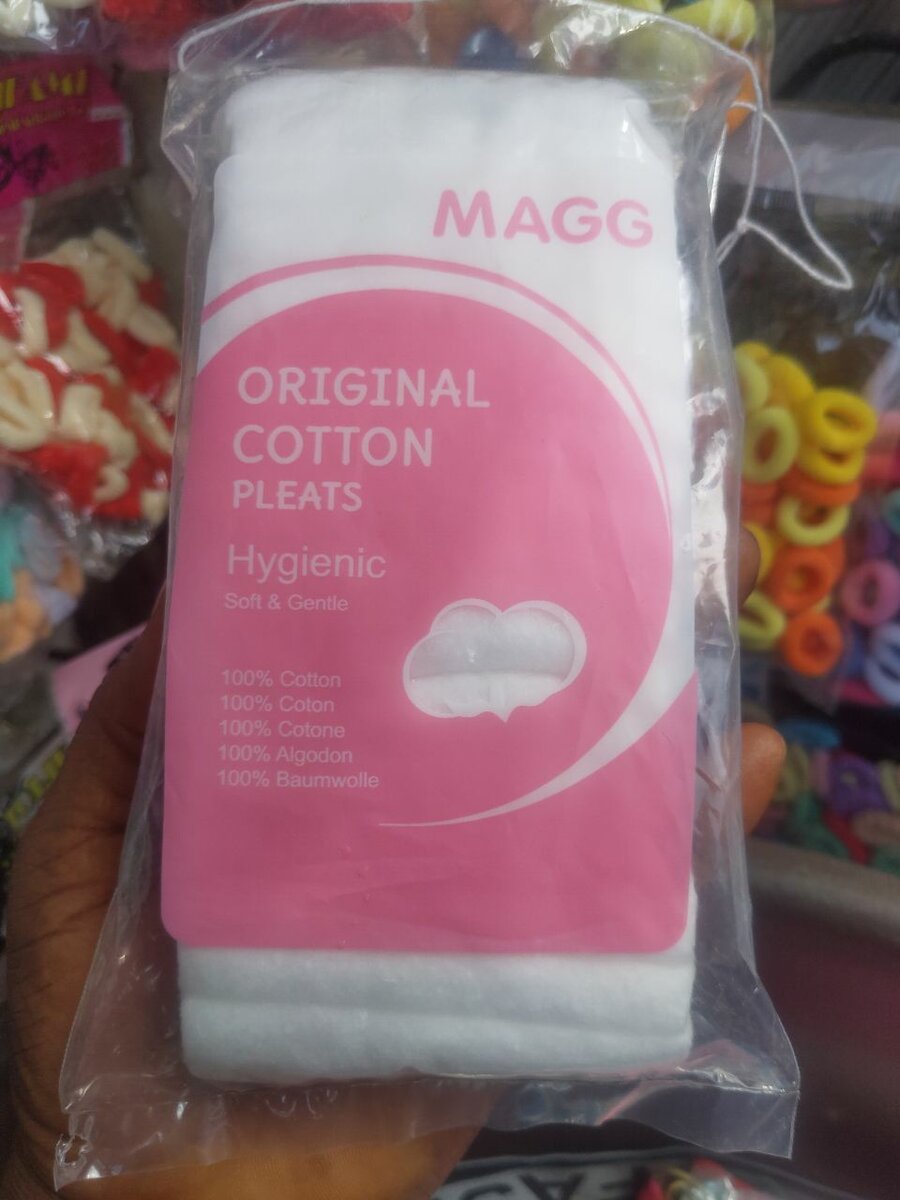 MAGG
ORIGINAL
COTTON
PLEATS
Hygienic
Soft & Gentle
100% Cotton
100% Coton
100% Cotone
100% Algodon
100% Baumwolle